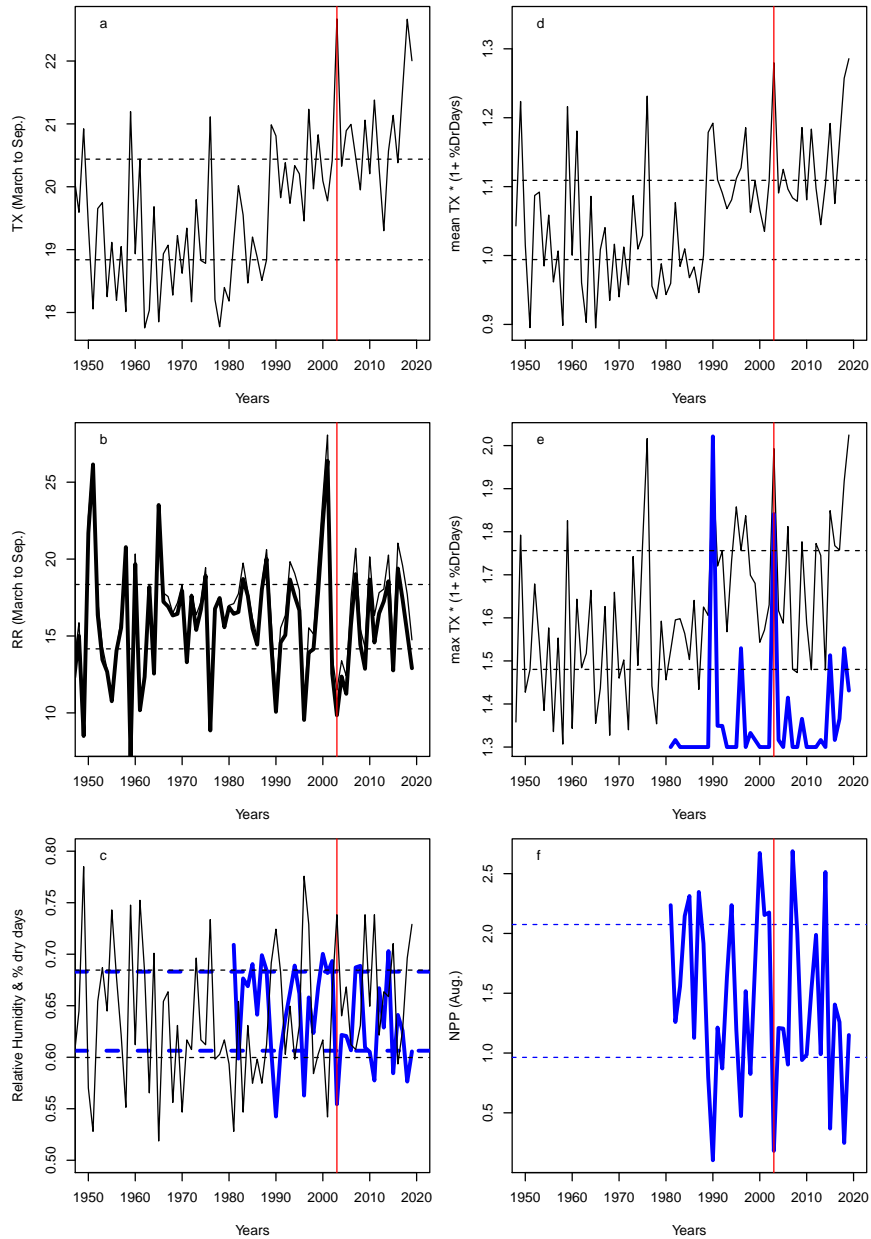 a
TX (March to Sep.)
22
21
20
19
18
1950 1960 1970 1980 1990 2000 2010 2020
Years
d
mean TX * (1+ %DrDays)
1.3
1.2
1.1
1.0
0.9
1950 1960 1970 1980 1990 2000 2010 2020
Years
b
RR (March to Sep.)
25
20
15
10
1950 1960 1970 1980 1990 2000 2010 2020
Years
e
max TX * (1+ %DrDays)
2.0
1.9
1.8
1.7
1.6
1.5
1.4
1.3
1950 1960 1970 1980 1990 2000 2010 2020
Years
c
Relative Humidity & % dry days
0.80
0.75
0.70
0.65
0.60
0.55
0.50
1950 1960 1970 1980 1990 2000 2010 2020
Years
f
NPP (Aug.)
2.5
2.0
1.5
1.0
0.5
1950 1960 1970 1980 1990 2000 2010 2020
Years